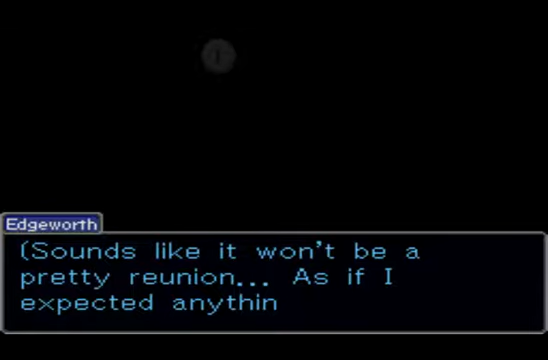 Edgeworth
(Sounds like it won't be a
pretty reunion... As if I
expected anythin